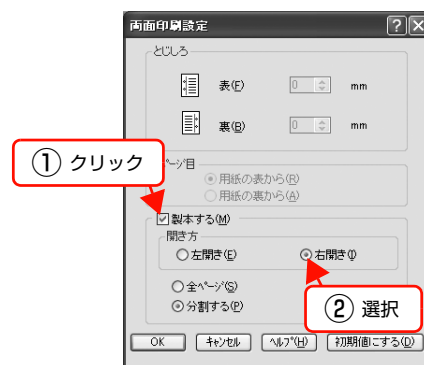 両面印刷設定
とじしろ
表(F) 0 mm
裏(B) 0 mm
① クリック
ページ目
用紙の表から(R)
用紙の裏から(A)
製本する(M)
開き方
左開き(E) 右開き(I)
全ページ(S)
分割する(P)
② 選択
OK キャンセル ヘルプ(H) 初期値にする(D)